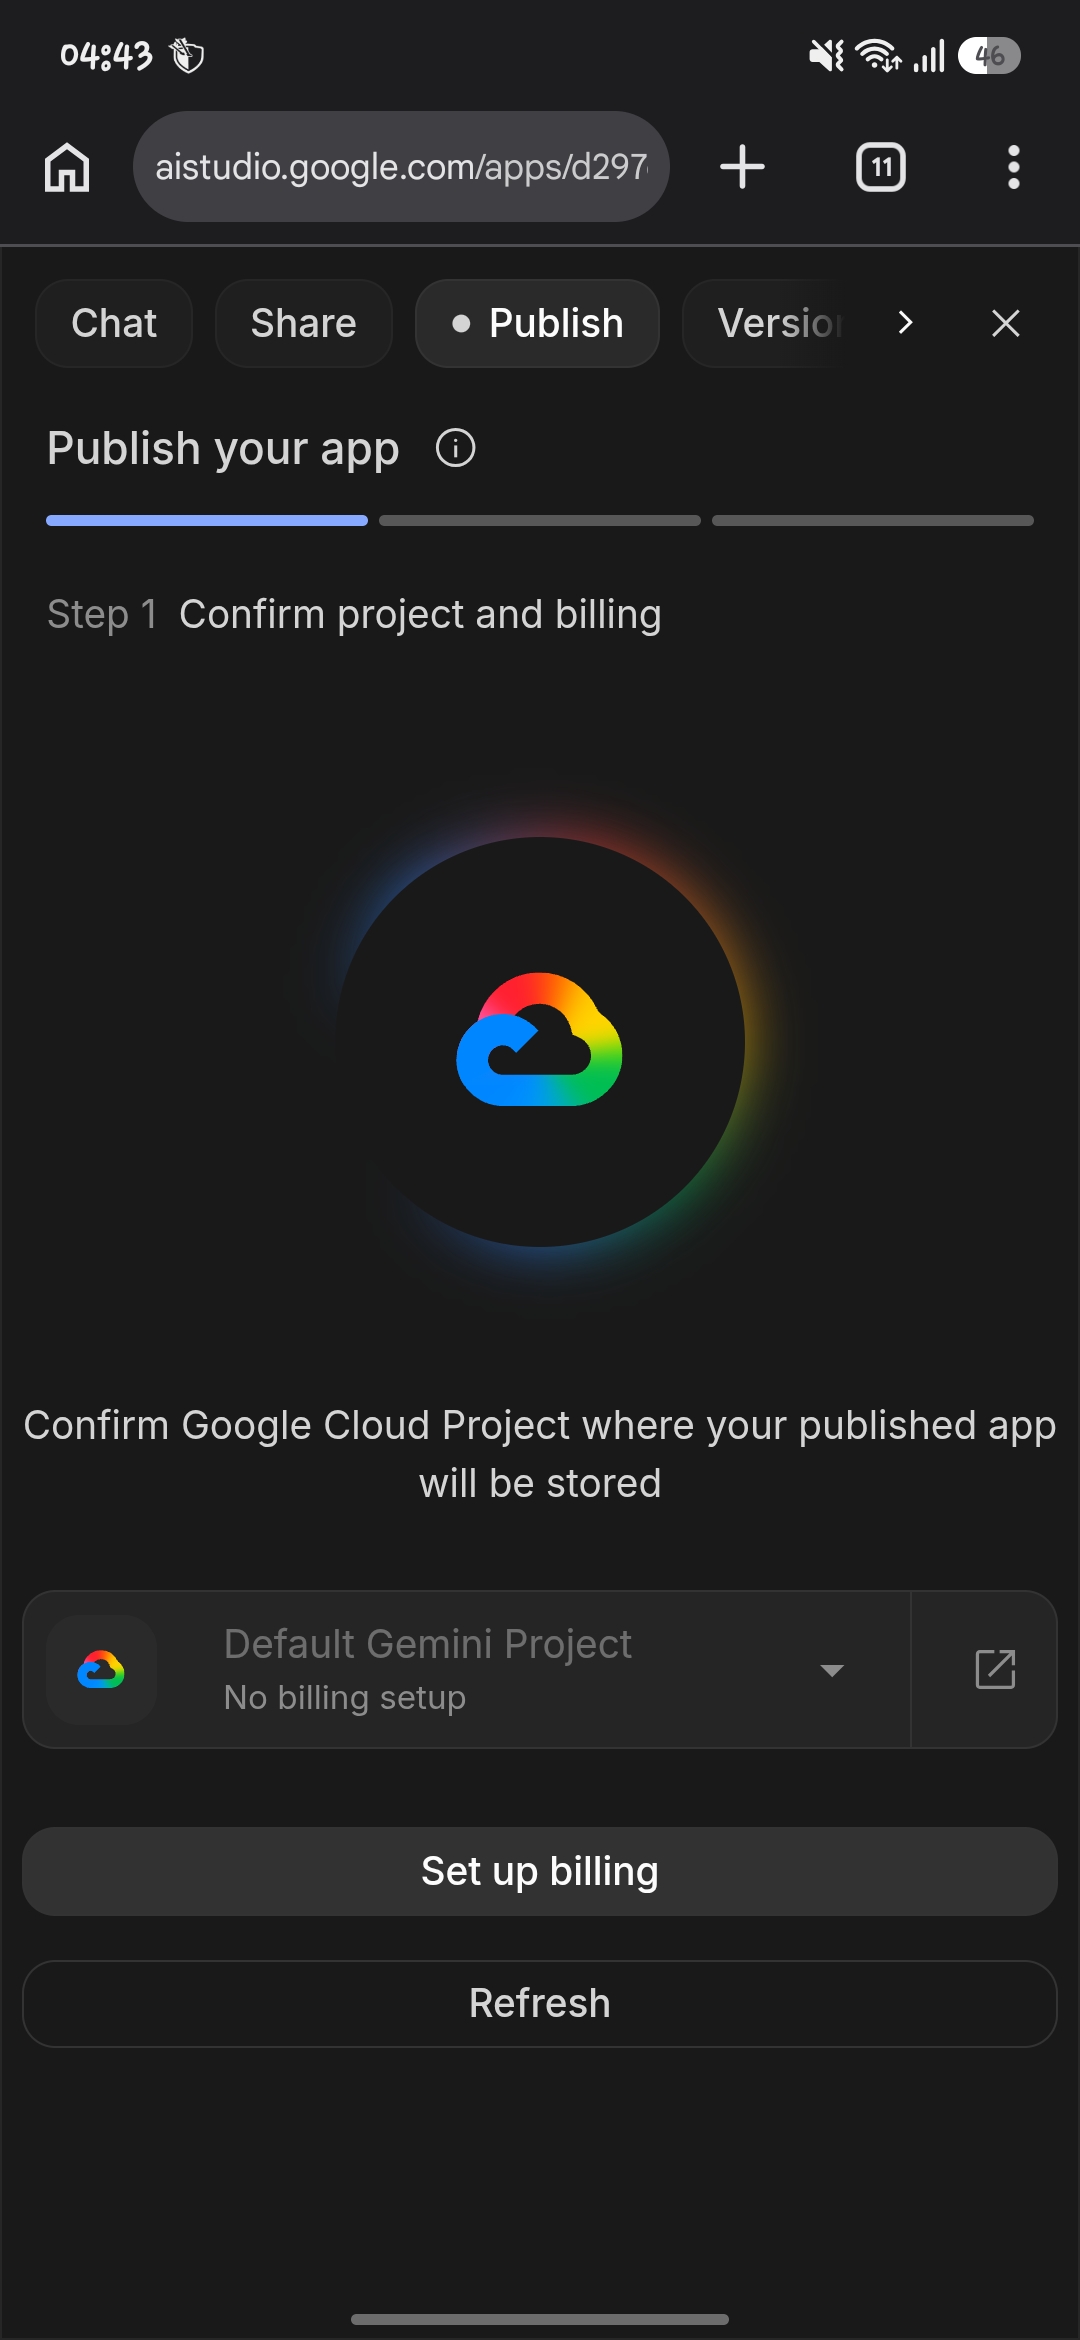 04:43
46
aistudio.google.com/apps/d297
11
Chat
Share
Publish
Version
Publish your app
Step 1 Confirm project and billing
Confirm Google Cloud Project where your published app
will be stored
Default Gemini Project
No billing setup
Set up billing
Refresh